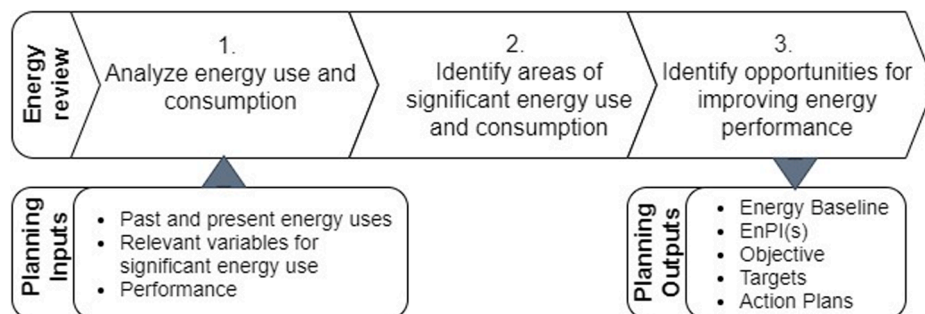 Energy
review
1.
Analyze energy use and
consumption
2.
Identify areas of
significant energy use
and consumption
3.
Identify opportunities for
improving energy
performance
Planning
Inputs
• Past and present energy uses
• Relevant variables for
significant energy use
• Performance
Planning
Outputs
• Energy Baseline
• EnPI(s)
• Objective
• Targets
• Action Plans